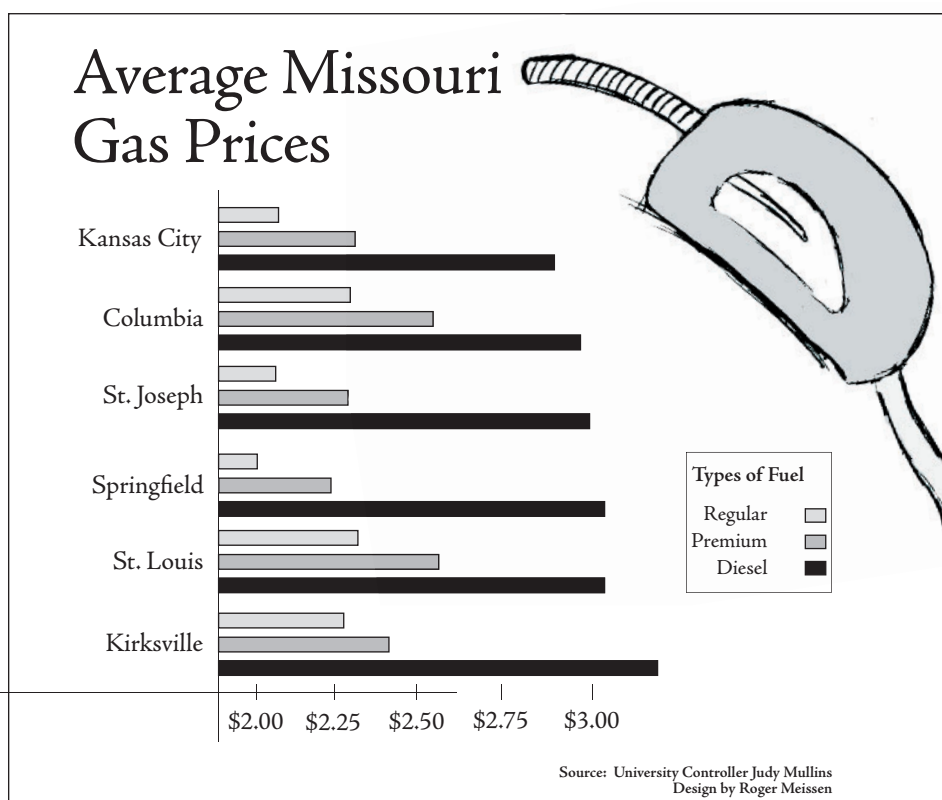 Average Missouri
Gas Prices
Kansas City
Columbia
St. Joseph
Springfield
St. Louis
Kirksville
$2.00 $2.25 $2.50 $2.75 $3.00
Types of Fuel
Regular
Premium
Diesel
Source: University Controller Judy Mullins
Design by Roger Meissen